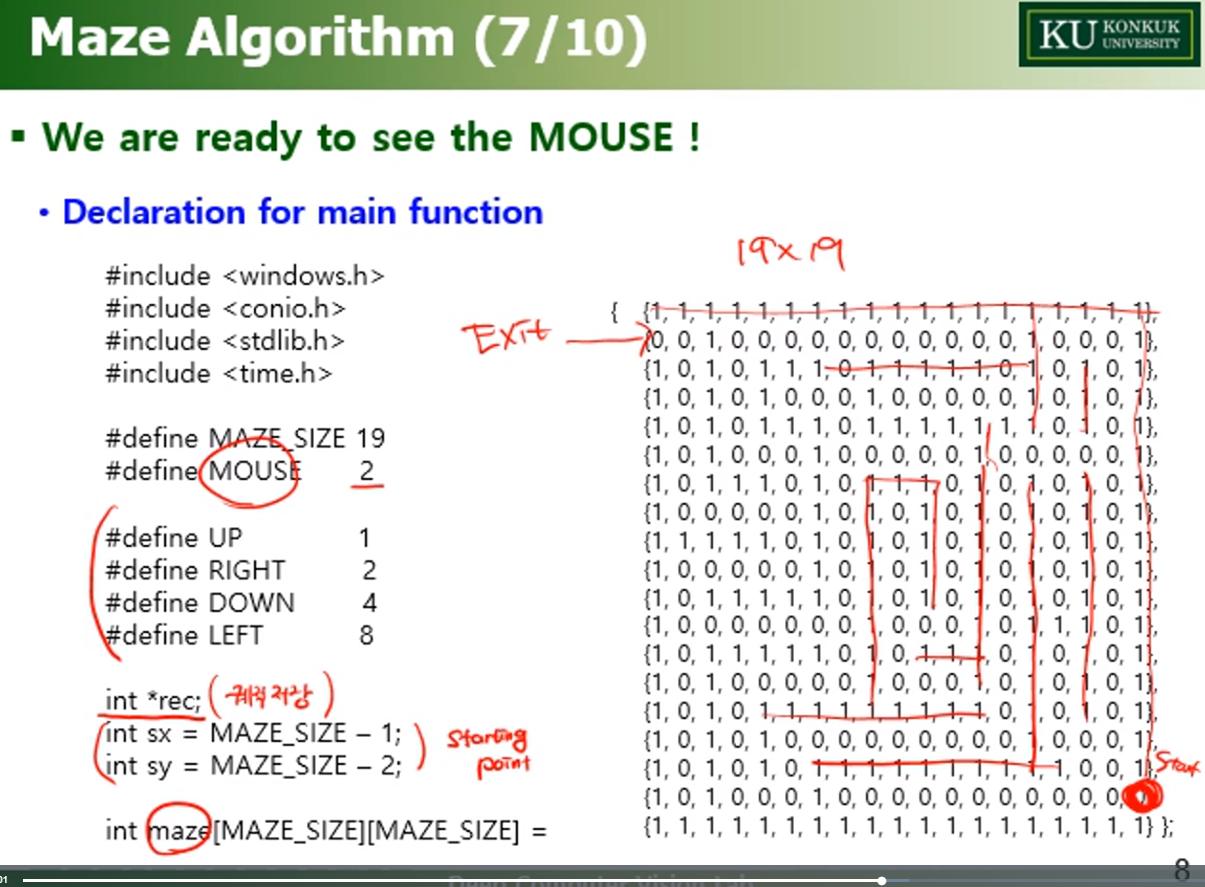 Maze Algorithm (7/10)
KU KONKUK
UNIVERSITY
▪ We are ready to see the MOUSE !
• Declaration for main function
#include <windows.h>
#include <conio.h>
#include <stdlib.h>
#include <time.h>
#define MAZE_SIZE 19
#define MOUSE 2
#define UP 1
#define RIGHT 2
#define DOWN 4
#define LEFT 8
int *rec; (궤적저장)
int sx = MAZE_SIZE – 1;
int sy = MAZE_SIZE – 2;
Starting
point
int maze[MAZE_SIZE][MAZE_SIZE] =
19x19
Exit
{ {1, 1, 1, 1, 1, 1, 1, 1, 1, 1, 1, 1, 1, 1, 1, 1, 1, 1, 1},
{0, 0, 1, 0, 0, 0, 0, 0, 0, 0, 0, 0, 0, 0, 1, 0, 0, 0, 1},
{1, 0, 1, 0, 1, 1, 1, 0, 1, 1, 1, 1, 1, 0, 1, 0, 1, 0, 1},
{1, 0, 1, 0, 1, 0, 0, 0, 1, 0, 0, 0, 0, 0, 1, 0, 1, 0, 1},
{1, 0, 1, 0, 1, 1, 0, 1, 1, 1, 1, 1, 1, 1, 1, 0, 1, 0, 1},
{1, 0, 1, 0, 0, 0, 1, 0, 0, 0, 0, 0, 1, 0, 0, 0, 0, 0, 1},
{1, 0, 1, 1, 1, 0, 1, 0, 1, 1, 1, 0, 1, 0, 1, 0, 1, 0, 1},
{1, 0, 0, 0, 0, 0, 1, 0, 1, 0, 1, 0, 1, 0, 1, 0, 1, 0, 1},
{1, 1, 1, 1, 1, 0, 1, 0, 1, 0, 1, 0, 1, 0, 1, 0, 1, 0, 1},
{1, 0, 0, 0, 0, 0, 1, 0, 1, 0, 1, 0, 1, 0, 1, 0, 1, 0, 1},
{1, 0, 1, 1, 1, 1, 1, 0, 1, 0, 1, 0, 1, 0, 1, 0, 1, 0, 1},
{1, 0, 0, 0, 0, 0, 0, 0, 1, 0, 0, 0, 1, 0, 1, 1, 1, 0, 1},
{1, 0, 1, 1, 1, 1, 1, 0, 1, 0, 1, 1, 1, 0, 1, 0, 1, 0, 1},
{1, 0, 1, 0, 0, 0, 0, 0, 1, 0, 0, 0, 1, 0, 1, 0, 1, 0, 1},
{1, 0, 1, 0, 1, 1, 1, 1, 1, 1, 1, 1, 1, 0, 1, 0, 1, 0, 1},
{1, 0, 1, 0, 1, 0, 0, 0, 0, 0, 0, 0, 0, 0, 1, 0, 0, 0, 1},
{1, 0, 1, 0, 1, 0, 1, 1, 1, 1, 1, 1, 1, 1, 1, 1, 0, 0, 1},
Start
{1, 0, 1, 0, 0, 0, 1, 0, 0, 0, 0, 0, 0, 0, 0, 0, 0, 0,
{1, 1, 1, 1, 1, 1, 1, 1, 1, 1, 1, 1, 1, 1, 1, 1, 1, 1, 1} };
8